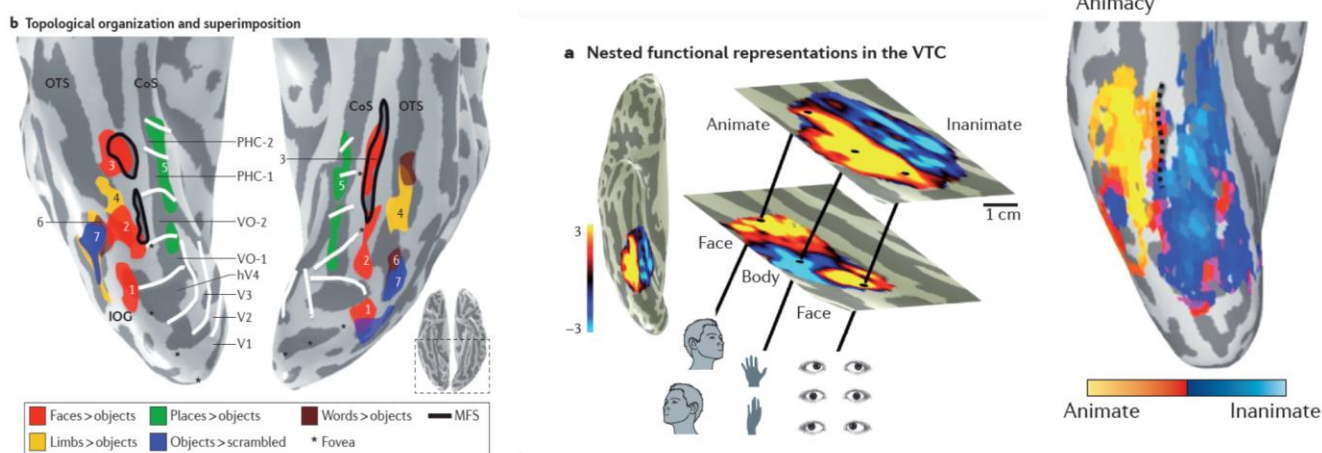 b Topological organization and superimposition
OTS
CoS
CoS
OTS
3
3
5
5
4
4
6
7
2
2
6
7
1
1
IOG
PHC-2
PHC-1
VO-2
VO-1
hV4
V3
V2
V1
*
Faces > objects
Places > objects
Words > objects
MFS
Limbs > objects
Objects > scrambled
* Fovea
a Nested functional representations in the VTC
Animate
Inanimate
1 cm
3
−3
Face
Body
Face
Animacy
Animate
Inanimate